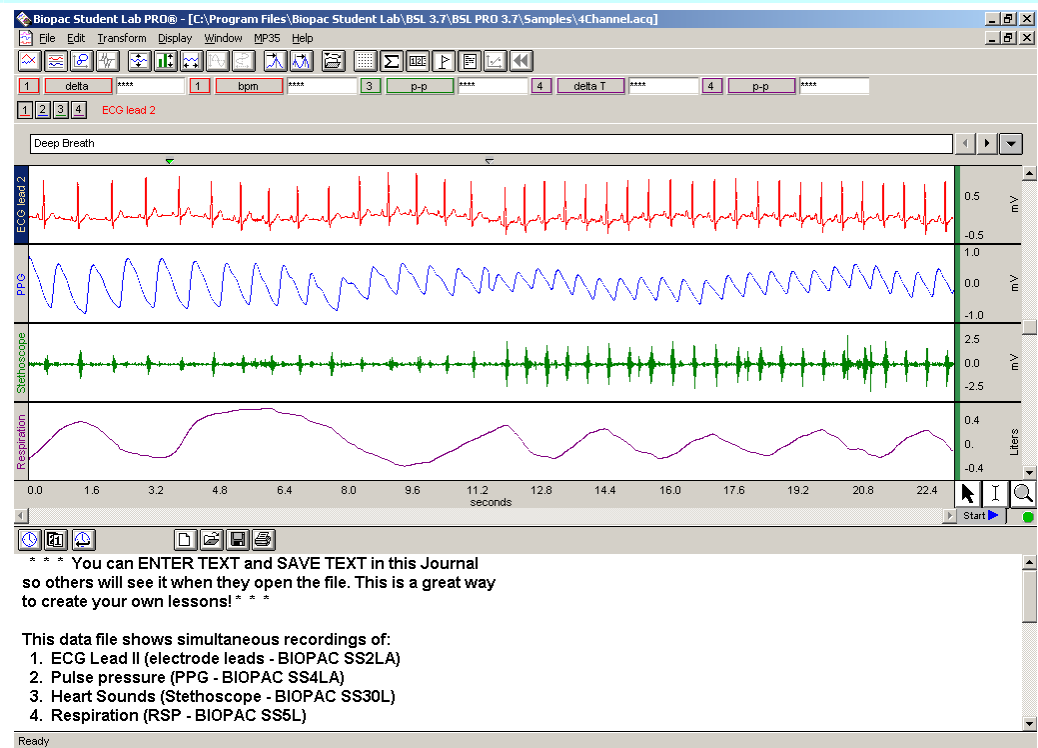 Biopac Student Lab PRO® - [C:\Program Files\Biopac Student Lab\BSL 3.7\BSL PRO 3.7\Samples\4Channel.acq]
File Edit Transform Display Window MP35 Help
1 delta **** 1 bpm **** 3 p-p **** 4 delta T **** 4 p-p ****
1 2 3 4 ECG lead 2
Deep Breath
ECG lead 2
0.5
-0.5
mV
PPG
1.0
0.0
-1.0
mV
Stethoscope
2.5
0.0
-2.5
mV
Respiration
0.4
0.
-0.4
Liters
0.0 1.6 3.2 4.8 6.4 8.0 9.6 11.2 12.8 14.4 16.0 17.6 19.2 20.8 22.4
seconds
Start
* * * You can ENTER TEXT and SAVE TEXT in this Journal
so others will see it when they open the file. This is a great way
to create your own lessons! * * *
This data file shows simultaneous recordings of:
1. ECG Lead II (electrode leads - BIOPAC SS2LA)
2. Pulse pressure (PPG - BIOPAC SS4LA)
3. Heart Sounds (Stethoscope - BIOPAC SS30L)
4. Respiration (RSP - BIOPAC SS5L)
Ready